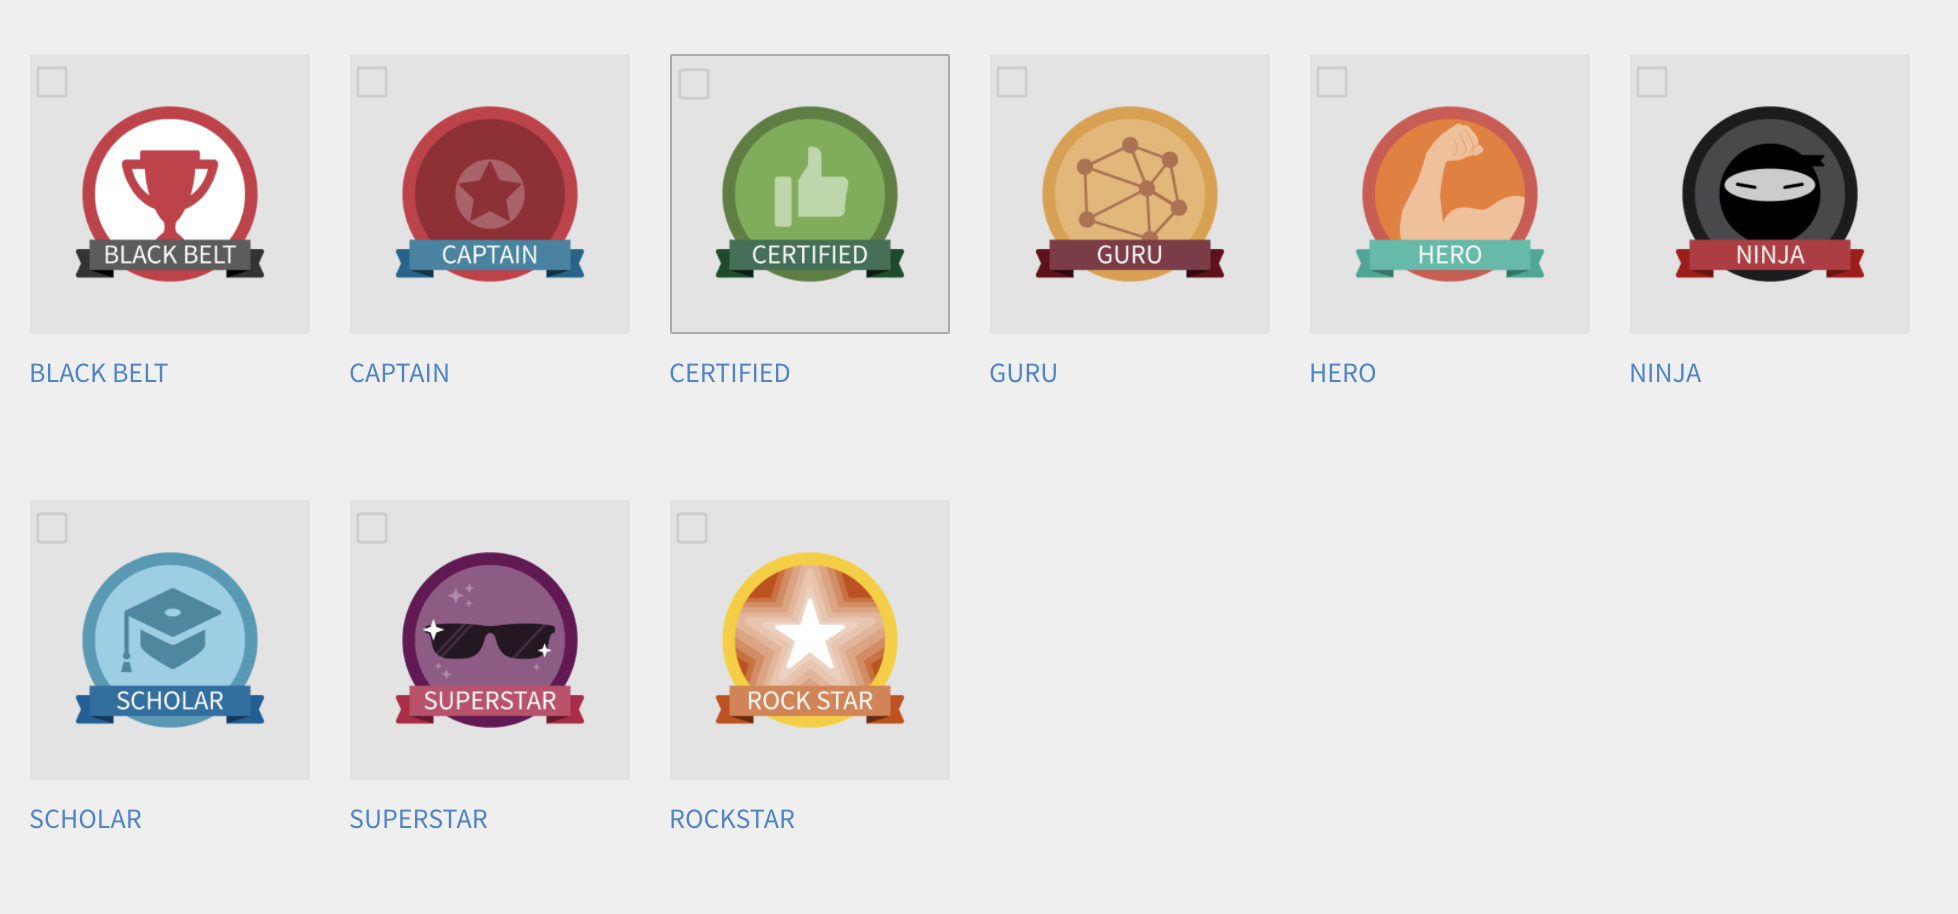 BLACK BELT
CAPTAIN
CERTIFIED
GURU
HERO
NINJA
BLACK BELT
CAPTAIN
CERTIFIED
GURU
HERO
NINJA
SCHOLAR
SUPERSTAR
ROCK STAR
SCHOLAR
SUPERSTAR
ROCKSTAR